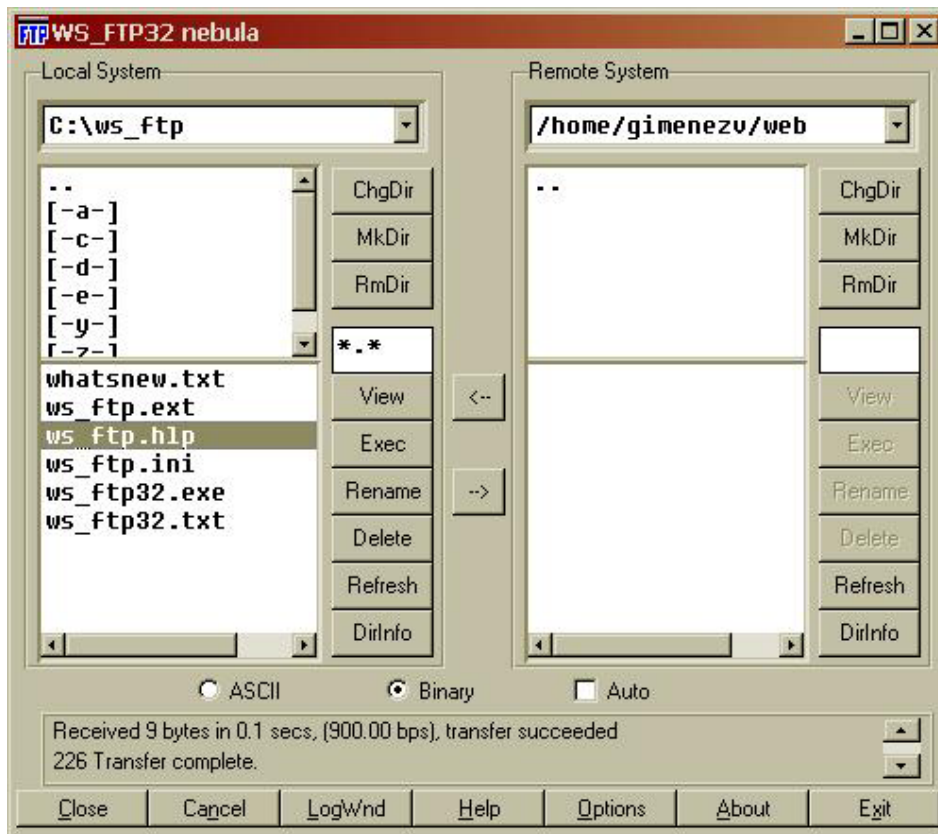 FTP WS_FTP32 nebula
Local System
C:\ws_ftp
..
[-a-]
[-c-]
[-d-]
[-e-]
[-y-]
[-z-]
ChgDir
MkDir
RmDir
*.*
whatsnew.txt
ws_ftp.ext
ws_ftp.hlp
ws_ftp.ini
ws_ftp32.exe
ws_ftp32.txt
View
Exec
Rename
Delete
Refresh
DirInfo
<--
-->
Remote System
/home/gimenezv/web
..
ChgDir
MkDir
RmDir
View
Exec
Rename
Delete
Refresh
DirInfo
ASCII
Binary
Auto
Received 9 bytes in 0.1 secs, (900.00 bps), transfer succeeded
226 Transfer complete.
Close
Cancel
LogWnd
Help
Options
About
Exit